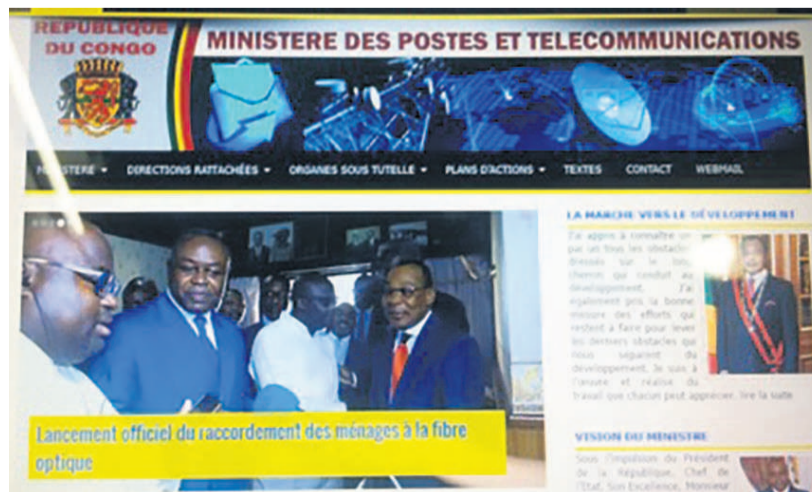 REPUBLIQUE
DU CONGO
MINISTERE DES POSTES ET TELECOMMUNICATIONS
MINISTERE
DIRECTIONS RATTACHÉES
ORGANES SOUS TUTELLE
PLANS D'ACTIONS
TEXTES
CONTACT
WEBMAIL
Lancement officiel du raccordement des ménages à la fibre
optique
LA MARCHE VERS LE DÉVELOPPEMENT
J'ai appris à connaître un
par un tous les obstacles
dressés sur le long
chemin qui conduit au
développement. J'ai
également pris la bonne
mesure des efforts qui
restent à faire pour lever
les derniers obstacles qui
nous séparent du
développement. Je suis à
l'œuvre et réalise du
travail que chacun peut apprécier. lire la suite
VISION DU MINISTRE
Sous l'impulsion du Président
de la République, Chef de
l'Etat, Son Excellence, Monsieur